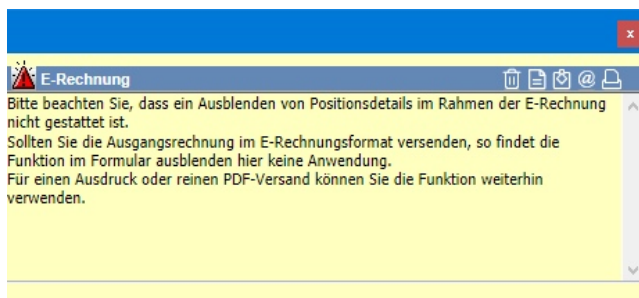 x
E-Rechnung
Bitte beachten Sie, dass ein Ausblenden von Positionsdetails im Rahmen der E-Rechnung
nicht gestattet ist.
Sollten Sie die Ausgangsrechnung im E-Rechnungsformat versenden, so findet die
Funktion im Formular ausblenden hier keine Anwendung.
Für einen Ausdruck oder reinen PDF-Versand können Sie die Funktion weiterhin
verwenden.